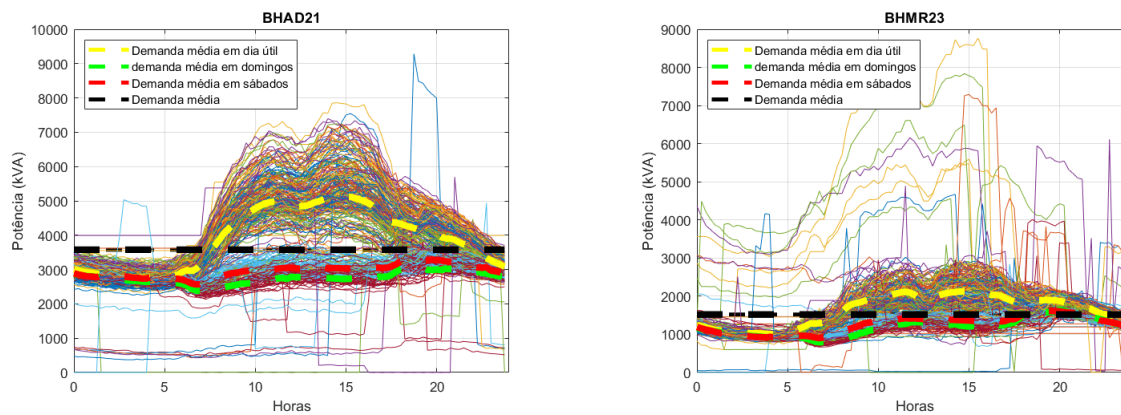 BHAD21
10000
9000
8000
7000
6000
5000
4000
3000
2000
1000
0
Potência (kVA)
Demanda média em dia útil
demanda média em domingos
Demanda média em sábados
Demanda média
0 5 10 15 20
Horas
BHMR23
9000
8000
7000
6000
5000
4000
3000
2000
1000
0
Potência (kVA)
Demanda média em dia útil
demanda média em domingos
Demanda média em sábados
Demanda média
0 5 10 15 20
Horas